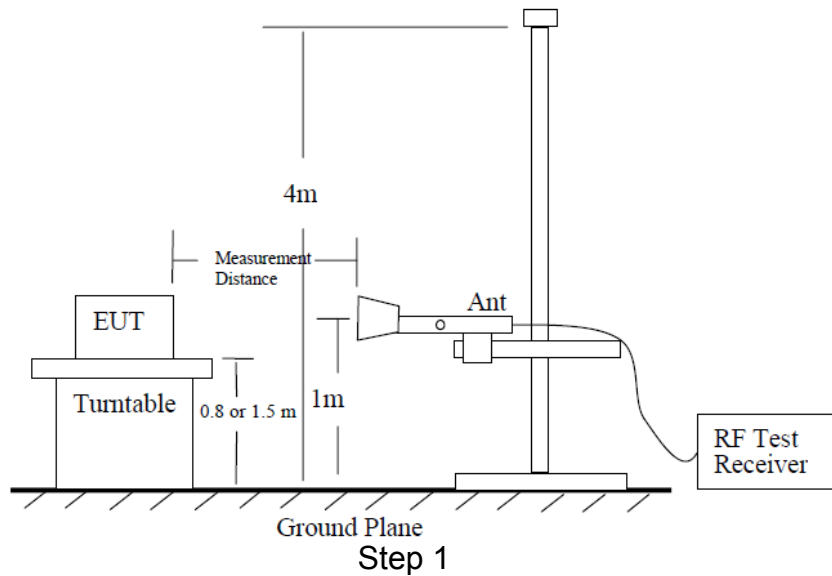 4m
Measurement
Distance
Ant
EUT
Turntable
0.8 or 1.5 m
1m
RF Test
Receiver
Ground Plane
Step 1